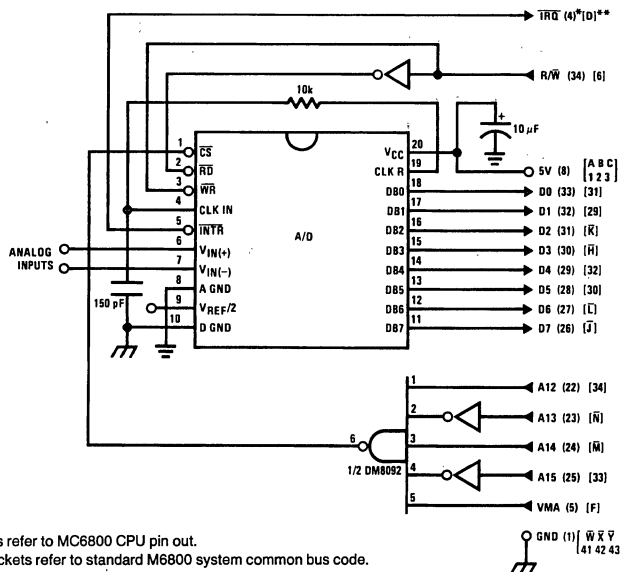 I̅R̅Q̅ (4)*[D]**
R/W̅ (34) [6]
10k
10 µF
1 C̅S̅
2 R̅D̅
3 W̅R̅
4 CLK IN
5 I̅N̅T̅R̅
6 VIN(+)
7 VIN(−)
8 A GND
9 VREF/2
10 D GND
A/D
VCC 20
CLK R 19
DB0 18
DB1 17
DB2 16
DB3 15
DB4 14
DB5 13
DB6 12
DB7 11
5V (8) [A B C
1 2 3]
D0 (33) [31]
D1 (32) [29]
D2 (31) [K̅]
D3 (30) [H̅]
D4 (29) [32]
D5 (28) [30]
D6 (27) [L̅]
D7 (26) [J̅]
ANALOG
INPUTS
150 pF
1 A12 (22) [34]
2 A13 (23) [N̅]
3 A14 (24) [M̅]
4 A15 (25) [33]
5 VMA (5) [F]
6
1/2 DM8092
GND (1) [W̅ X̅ Y̅
41 42 43
s refer to MC6800 CPU pin out.
ckets refer to standard M6800 system common bus code.